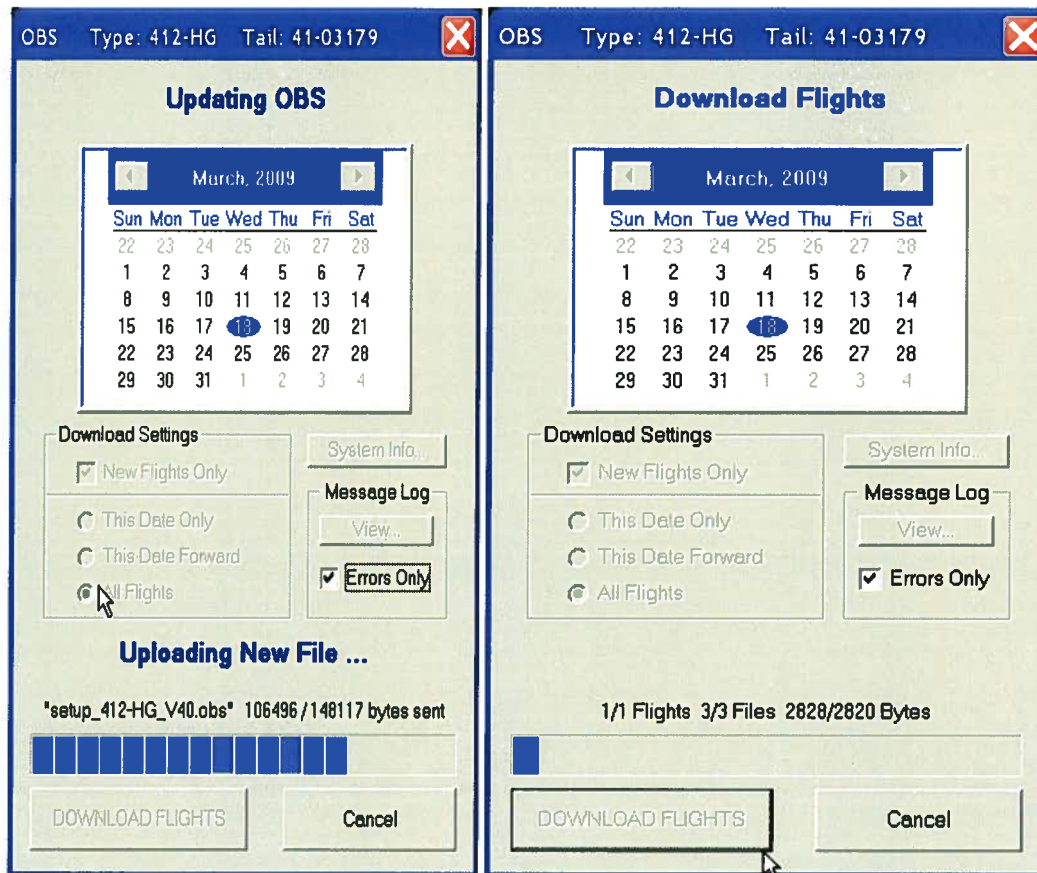 OBS Type: 412-HG Tail: 41-03179
Updating OBS
March, 2009
Sun Mon Tue Wed Thu Fri Sat
22 23 24 25 26 27 28
1 2 3 4 5 6 7
8 9 10 11 12 13 14
15 16 17 18 19 20 21
22 23 24 25 26 27 28
29 30 31 1 2 3 4
Download Settings
New Flights Only
This Date Only
This Date Forward
All Flights
System Info...
Message Log
View...
Errors Only
Uploading New File ...
"setup_412-HG_V40.obs" 106496 / 148117 bytes sent
DOWNLOAD FLIGHTS
Cancel
OBS Type: 412-HG Tail: 41-03179
Download Flights
March, 2009
Sun Mon Tue Wed Thu Fri Sat
22 23 24 25 26 27 28
1 2 3 4 5 6 7
8 9 10 11 12 13 14
15 16 17 18 19 20 21
22 23 24 25 26 27 28
29 30 31 1 2 3 4
Download Settings
New Flights Only
This Date Only
This Date Forward
All Flights
System Info...
Message Log
View...
Errors Only
1/1 Flights 3/3 Files 2828/2820 Bytes
DOWNLOAD FLIGHTS
Cancel